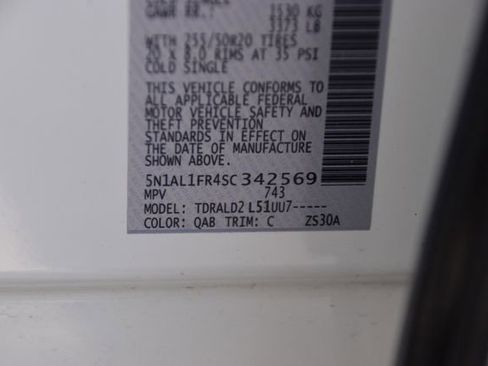 GAWR RR.: 1530 KG
3373 LB
WITH 255/50R20 TIRES
20 x 8.0 RIMS AT 35 PSI
COLD SINGLE
THIS VEHICLE CONFORMS TO
ALL APPLICABLE FEDERAL
MOTOR VEHICLE SAFETY AND
THEFT PREVENTION
STANDARDS IN EFFECT ON
THE DATE OF MANUFACTURE
SHOWN ABOVE.
5N1AL1FR4SC342569
MPV 743
MODEL: TDRALD2 L51UU7-----
COLOR: QAB TRIM: C ZS30A